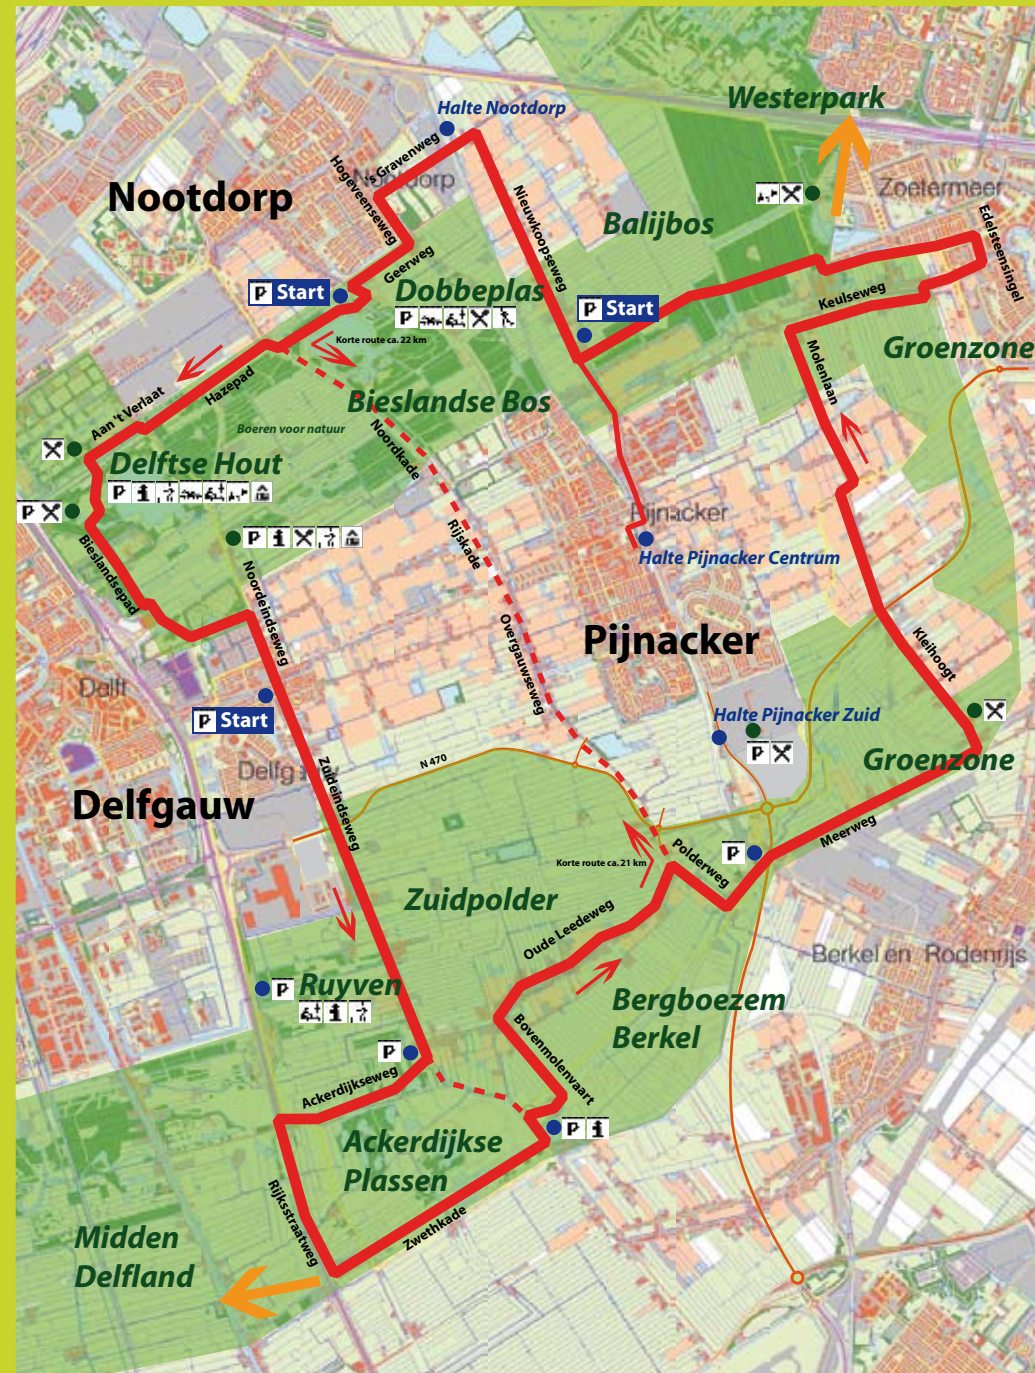 Westerpark
Halte Nootdorp
's Gravenweg
Hogeveenseweg
Nootdorp
Nootdorp
Zoetermeer
Balijbos
Nieuwkoopseweg
Edelsteensingel
Geerweg
P Start
Dobbeplas
P
P Start
Keulseweg
Korte route ca. 22 km
Groenzone
Molenlaan
Hazepad
Aan 't Verlaat
Bieslandse Bos
Boeren voor natuur
Noordkade
Delftse Hout
P i
P
P i
Pijnacker
Rijskade
Halte Pijnacker Centrum
Bieslandsepad
Noordeindseweg
Overgauwseweg
Pijnacker
Kleihoogt
Delft
P Start
Halte Pijnacker Zuid
P
Groenzone
N 470
Delfgauw
Delfgauw
Zuideindseweg
Meerweg
P
Polderweg
Korte route ca. 21 km
Zuidpolder
Oude Leedeweg
Berkel en Rodenrijs
P
Ruyven
i
Bergboezem
Berkel
Bovenmolenvaart
P
Ackerdijkseweg
P i
Ackerdijkse
Plassen
Rijksstraatweg
Zwethkade
Midden
Delfland